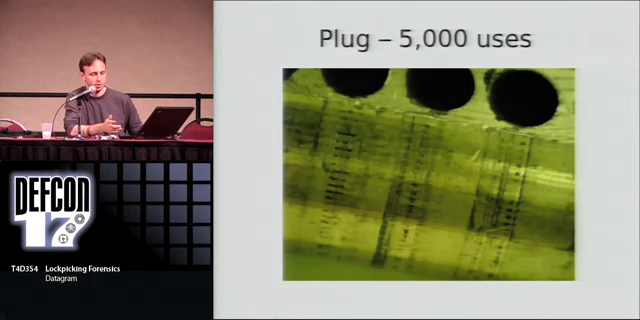 Plug – 5,000 uses
DEFCON
17
T4D3S4 Lockpicking Forensics
Datagram